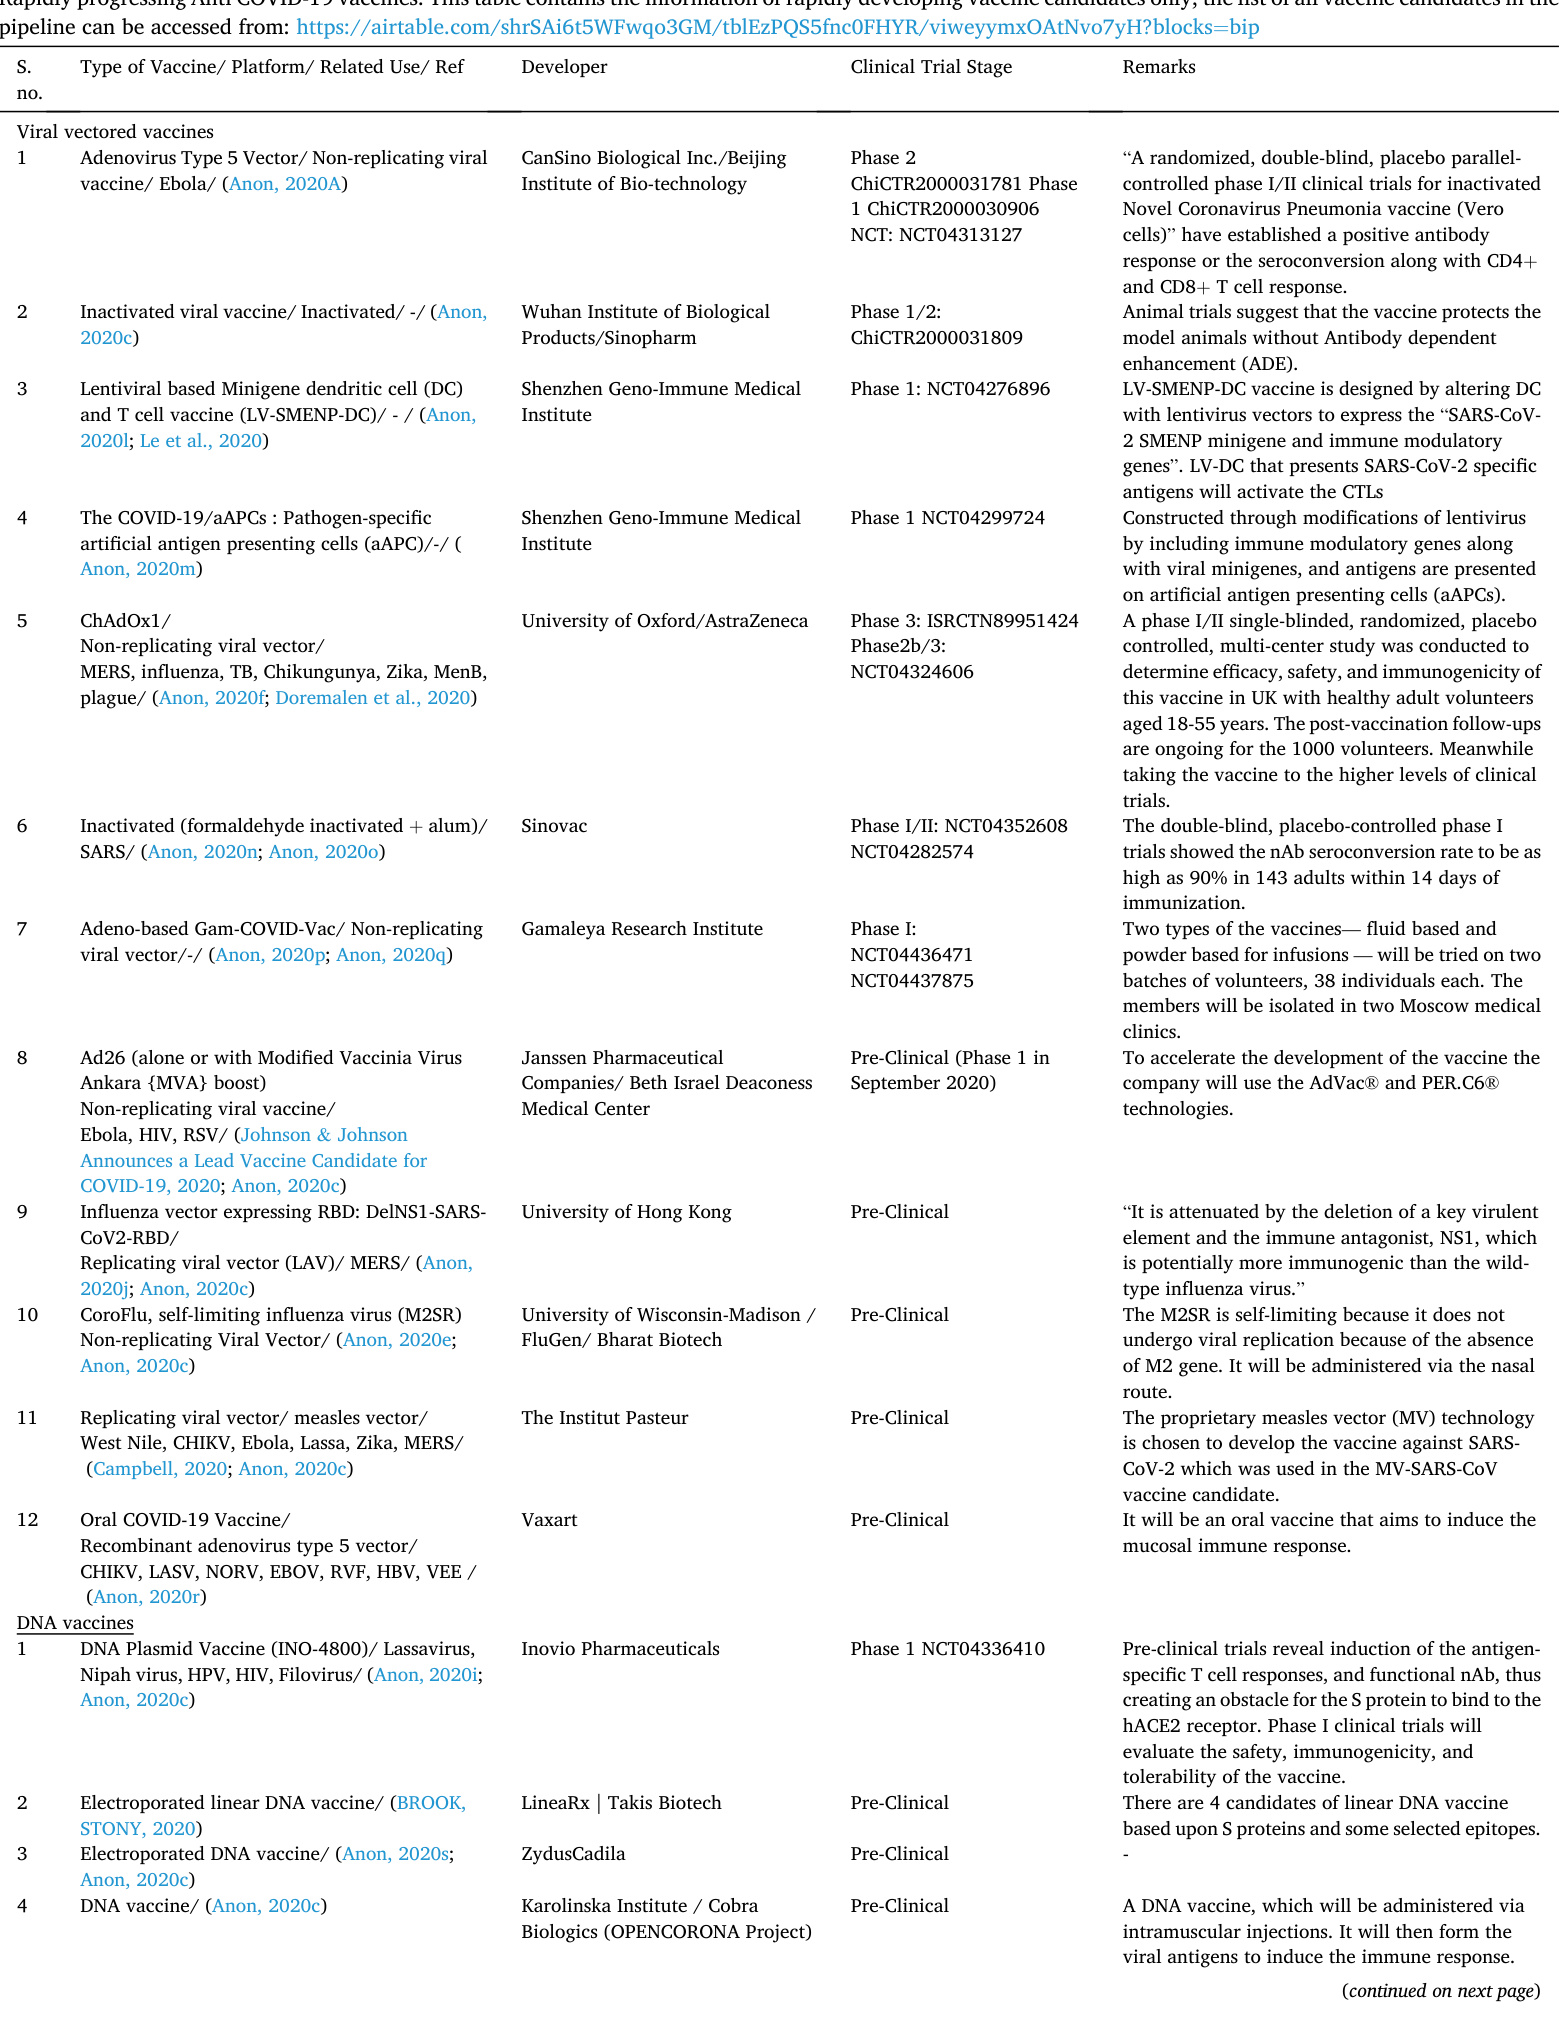 Rapidly progressing Anti COVID-19 vaccines. This table contains the information of rapidly developing vaccine candidates only; the list of all vaccine candidates in the
pipeline can be accessed from: https://airtable.com/shrSAi6t5WFwqo3GM/tblEzPQS5fnc0FHYR/viweyymxOAtNvo7yH?blocks=bip
S. no. Type of Vaccine/ Platform/ Related Use/ Ref Developer Clinical Trial Stage Remarks
Viral vectored vaccines
1
Adenovirus Type 5 Vector/ Non-replicating viral
vaccine/ Ebola/ (Anon, 2020A)
CanSino Biological Inc./Beijing
Institute of Bio-technology
Phase 2
ChiCTR2000031781 Phase
1 ChiCTR2000030906
NCT: NCT04313127
“A randomized, double-blind, placebo parallel-
controlled phase I/II clinical trials for inactivated
Novel Coronavirus Pneumonia vaccine (Vero
cells)” have established a positive antibody
response or the seroconversion along with CD4+
and CD8+ T cell response.
2
Inactivated viral vaccine/ Inactivated/ -/ (Anon,
2020c)
Wuhan Institute of Biological
Products/Sinopharm
Phase 1/2:
ChiCTR2000031809
Animal trials suggest that the vaccine protects the
model animals without Antibody dependent
enhancement (ADE).
3
Lentiviral based Minigene dendritic cell (DC)
and T cell vaccine (LV-SMENP-DC)/ - / (Anon,
2020l; Le et al., 2020)
Shenzhen Geno-Immune Medical
Institute
Phase 1: NCT04276896
LV-SMENP-DC vaccine is designed by altering DC
with lentivirus vectors to express the “SARS-CoV-
2 SMENP minigene and immune modulatory
genes”. LV-DC that presents SARS-CoV-2 specific
antigens will activate the CTLs
4
The COVID-19/aAPCs : Pathogen-specific
artificial antigen presenting cells (aAPC)/-/ (
Anon, 2020m)
Shenzhen Geno-Immune Medical
Institute
Phase 1 NCT04299724
Constructed through modifications of lentivirus
by including immune modulatory genes along
with viral minigenes, and antigens are presented
on artificial antigen presenting cells (aAPCs).
5
ChAdOx1/
Non-replicating viral vector/
MERS, influenza, TB, Chikungunya, Zika, MenB,
plague/ (Anon, 2020f; Doremalen et al., 2020)
University of Oxford/AstraZeneca
Phase 3: ISRCTN89951424
Phase2b/3:
NCT04324606
A phase I/II single-blinded, randomized, placebo
controlled, multi-center study was conducted to
determine efficacy, safety, and immunogenicity of
this vaccine in UK with healthy adult volunteers
aged 18-55 years. The post-vaccination follow-ups
are ongoing for the 1000 volunteers. Meanwhile
taking the vaccine to the higher levels of clinical
trials.
6
Inactivated (formaldehyde inactivated + alum)/
SARS/ (Anon, 2020n; Anon, 2020o)
Sinovac
Phase I/II: NCT04352608
NCT04282574
The double-blind, placebo-controlled phase I
trials showed the nAb seroconversion rate to be as
high as 90% in 143 adults within 14 days of
immunization.
7
Adeno-based Gam-COVID-Vac/ Non-replicating
viral vector/-/ (Anon, 2020p; Anon, 2020q)
Gamaleya Research Institute
Phase I:
NCT04436471
NCT04437875
Two types of the vaccines— fluid based and
powder based for infusions — will be tried on two
batches of volunteers, 38 individuals each. The
members will be isolated in two Moscow medical
clinics.
8
Ad26 (alone or with Modified Vaccinia Virus
Ankara {MVA} boost)
Non-replicating viral vaccine/
Ebola, HIV, RSV/ (Johnson & Johnson
Announces a Lead Vaccine Candidate for
COVID-19, 2020; Anon, 2020c)
Janssen Pharmaceutical
Companies/ Beth Israel Deaconess
Medical Center
Pre-Clinical (Phase 1 in
September 2020)
To accelerate the development of the vaccine the
company will use the AdVac® and PER.C6®
technologies.
9
Influenza vector expressing RBD: DelNS1-SARS-
CoV2-RBD/
Replicating viral vector (LAV)/ MERS/ (Anon,
2020j; Anon, 2020c)
University of Hong Kong
Pre-Clinical
“It is attenuated by the deletion of a key virulent
element and the immune antagonist, NS1, which
is potentially more immunogenic than the wild-
type influenza virus.”
10
CoroFlu, self-limiting influenza virus (M2SR)
Non-replicating Viral Vector/ (Anon, 2020e;
Anon, 2020c)
University of Wisconsin-Madison /
FluGen/ Bharat Biotech
Pre-Clinical
The M2SR is self-limiting because it does not
undergo viral replication because of the absence
of M2 gene. It will be administered via the nasal
route.
11
Replicating viral vector/ measles vector/
West Nile, CHIKV, Ebola, Lassa, Zika, MERS/
(Campbell, 2020; Anon, 2020c)
The Institut Pasteur
Pre-Clinical
The proprietary measles vector (MV) technology
is chosen to develop the vaccine against SARS-
CoV-2 which was used in the MV-SARS-CoV
vaccine candidate.
12
Oral COVID-19 Vaccine/
Recombinant adenovirus type 5 vector/
CHIKV, LASV, NORV, EBOV, RVF, HBV, VEE /
(Anon, 2020r)
Vaxart
Pre-Clinical
It will be an oral vaccine that aims to induce the
mucosal immune response.
DNA vaccines
1
DNA Plasmid Vaccine (INO-4800)/ Lassavirus,
Nipah virus, HPV, HIV, Filovirus/ (Anon, 2020i;
Anon, 2020c)
Inovio Pharmaceuticals
Phase 1 NCT04336410
Pre-clinical trials reveal induction of the antigen-
specific T cell responses, and functional nAb, thus
creating an obstacle for the S protein to bind to the
hACE2 receptor. Phase I clinical trials will
evaluate the safety, immunogenicity, and
tolerability of the vaccine.
2
Electroporated linear DNA vaccine/ (BROOK,
STONY, 2020)
LineaRx | Takis Biotech
Pre-Clinical
There are 4 candidates of linear DNA vaccine
based upon S proteins and some selected epitopes.
3
Electroporated DNA vaccine/ (Anon, 2020s;
Anon, 2020c)
ZydusCadila
Pre-Clinical
-
4
DNA vaccine/ (Anon, 2020c)
Karolinska Institute / Cobra
Biologics (OPENCORONA Project)
Pre-Clinical
A DNA vaccine, which will be administered via
intramuscular injections. It will then form the
viral antigens to induce the immune response.
(continued on next page)